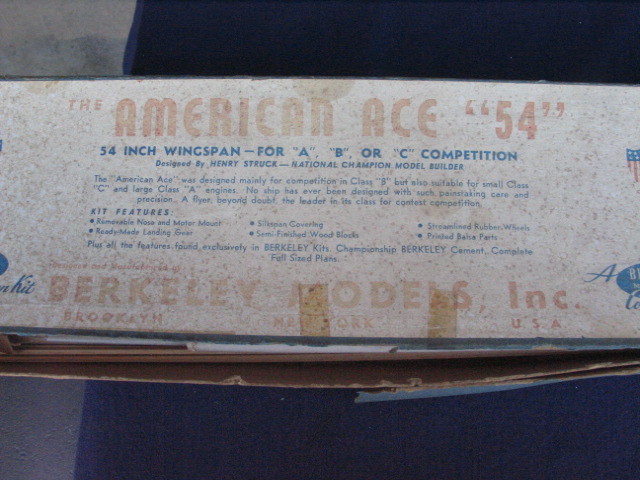 THE AMERICAN ACE "54"
54 INCH WINGSPAN - FOR "A", "B", OR "C" COMPETITION
Designed By HENRY STRUCK - NATIONAL CHAMPION MODEL BUILDER
The "American Ace" was designed mainly for competition in Class "B" but also suitable for small Class
"C" and large Class "A" engines. No ship has ever been designed with such painstaking care and
precision. A flyer, beyond doubt, the leader in its class for contest competition.
KIT FEATURES:
• Removable Nose and Motor Mount
• Silkspan Covering
• Streamlined Rubber Wheels
• Ready-Made Landing Gear
• Semi-Finished Wood Blocks
• Printed Balsa Parts
Plus all the features found exclusively in BERKELEY Kits. Championship BERKELEY Cement, Complete
Full Sized Plans.
Kit
A
Designed and
BERKELEY MODELS, Inc.
BROOKLYN NEW YORK U.S.A.